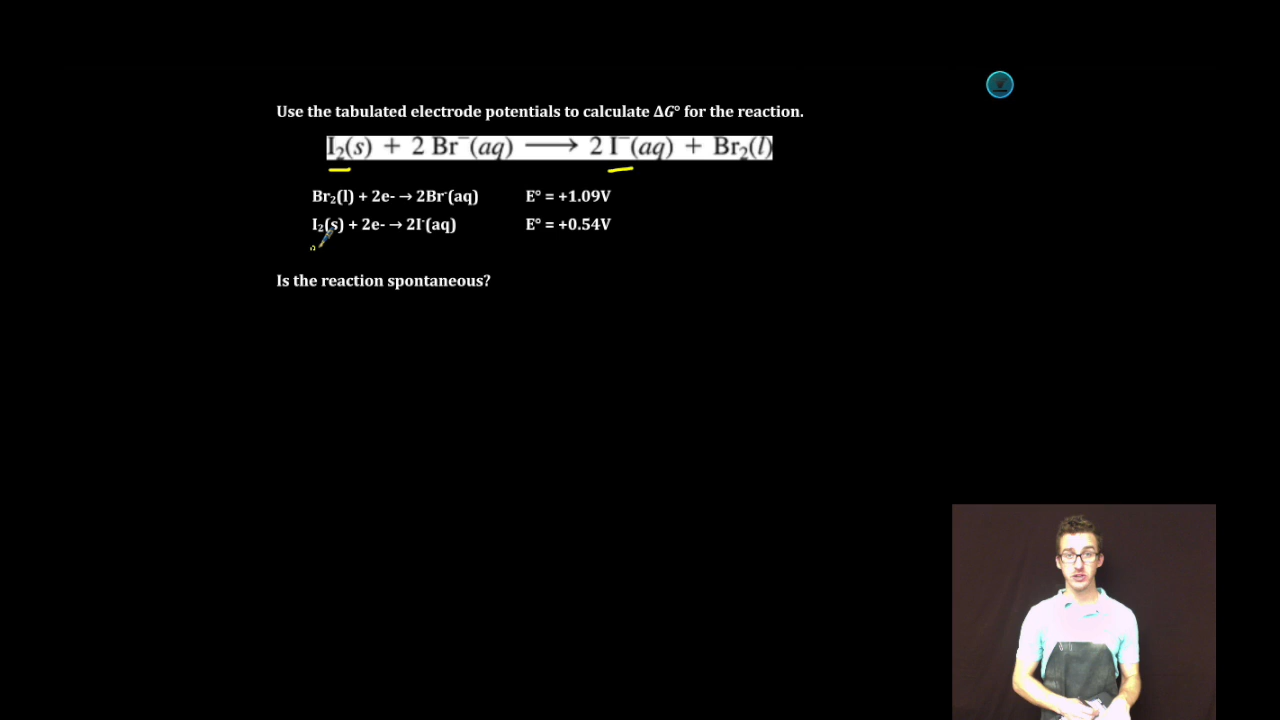 Use the tabulated electrode potentials to calculate ΔG° for the reaction.
I₂(s) + 2 Br⁻(aq) ⟶ 2 I⁻(aq) + Br₂(l)
Br₂(l) + 2e- → 2Br⁻(aq) E° = +1.09V
I₂(s) + 2e- → 2I⁻(aq) E° = +0.54V
Is the reaction spontaneous?